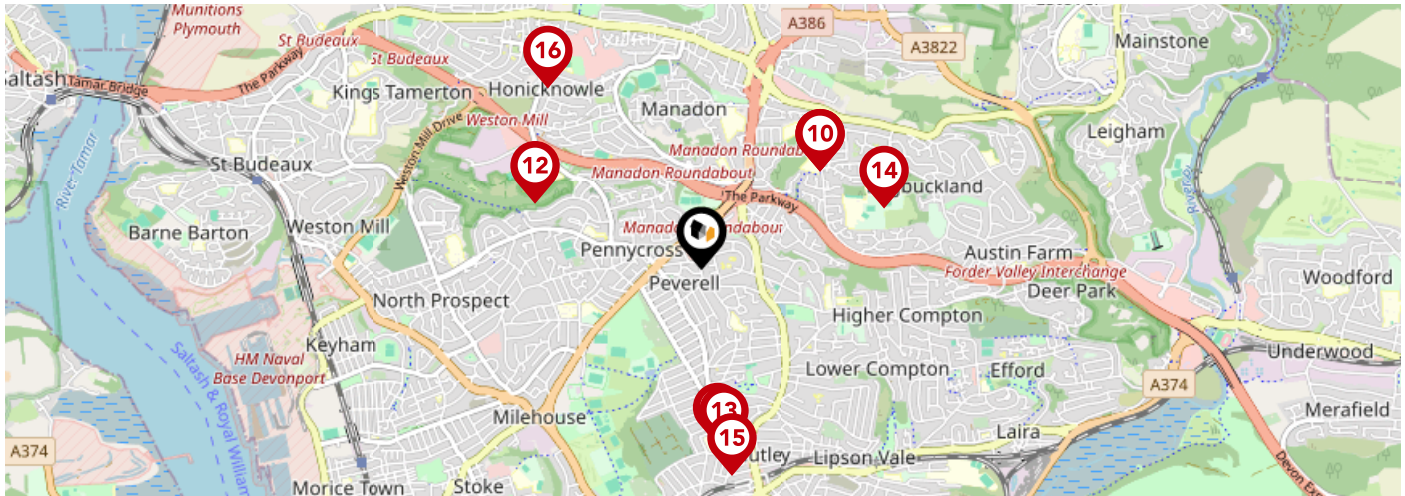 Munitions
Plymouth
A386
A3822
Mainstone
St Budeaux
St Budeaux
16
Saltash
Tamar Bridge
The Parkway
Kings Tamerton
Honicknowle
Manadon
Leigham
Weston Mill
Weston Mill Drive
10
Manadon Roundab
12
Manadon Roundabout
14
buckland
St Budeaux
River Tamar
The Parkway
Barne Barton
Weston Mill
Pennycross
Austin Farm
Forder Valley Interchange
Woodford
Peverell
Deer Park
North Prospect
Higher Compton
Keyham
HM Naval
Base Devonport
Saltash & Royal William
Underwood
Lower Compton
Efford
A374
Milehouse
13
15
Merafield
Laira
A374
utley
Lipson Vale
Morice Town
Stoke
Devon Ex